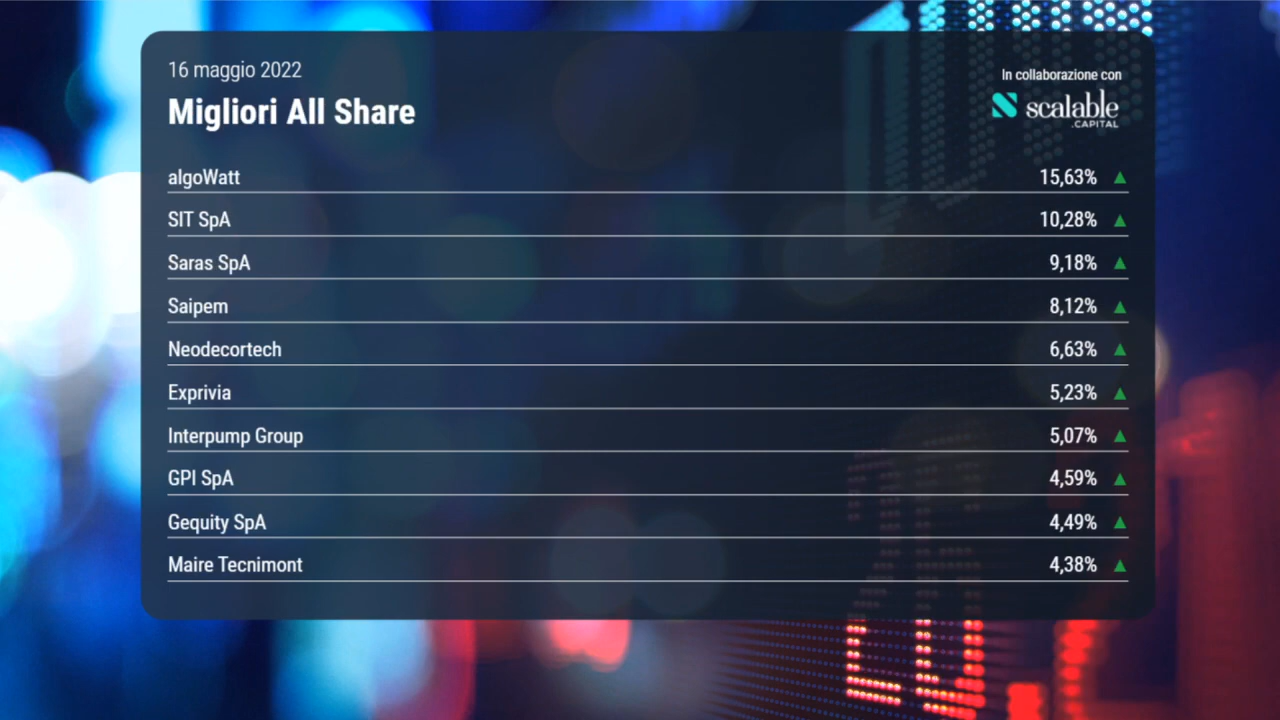 16 maggio 2022
Migliori All Share
In collaborazione con
scalable
.CAPITAL
algoWatt 15,63% ▲
SIT SpA 10,28% ▲
Saras SpA 9,18% ▲
Saipem 8,12% ▲
Neodecortech 6,63% ▲
Exprivia 5,23% ▲
Interpump Group 5,07% ▲
GPI SpA 4,59% ▲
Gequity SpA 4,49% ▲
Maire Tecnimont 4,38% ▲